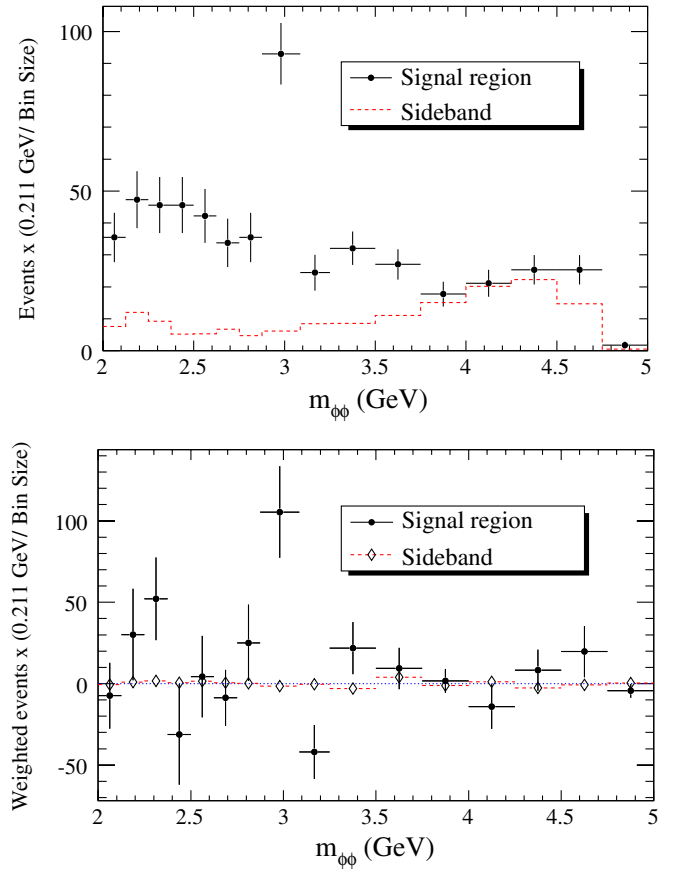 Events x (0.211 GeV/ Bin Size)
100
50
0
Signal region
Sideband
2 2.5 3 3.5 4 4.5 5
m_ϕϕ (GeV)
Weighted events x (0.211 GeV/ Bin Size)
100
50
0
-50
Signal region
Sideband
2 2.5 3 3.5 4 4.5 5
m_ϕϕ (GeV)